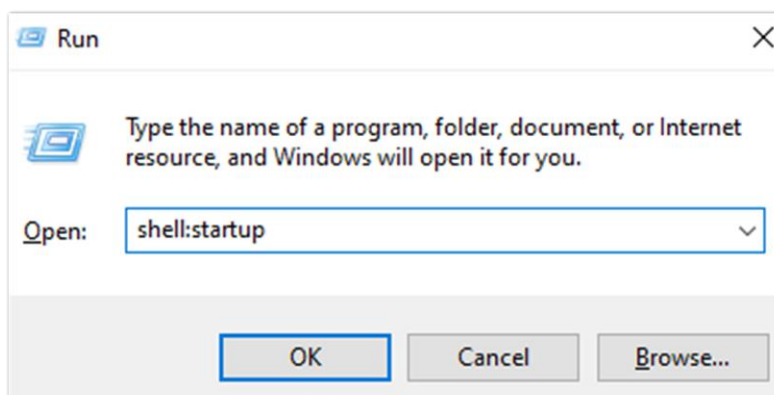 Run
Type the name of a program, folder, document, or Internet
resource, and Windows will open it for you.
Open: shell:startup
OK Cancel Browse...